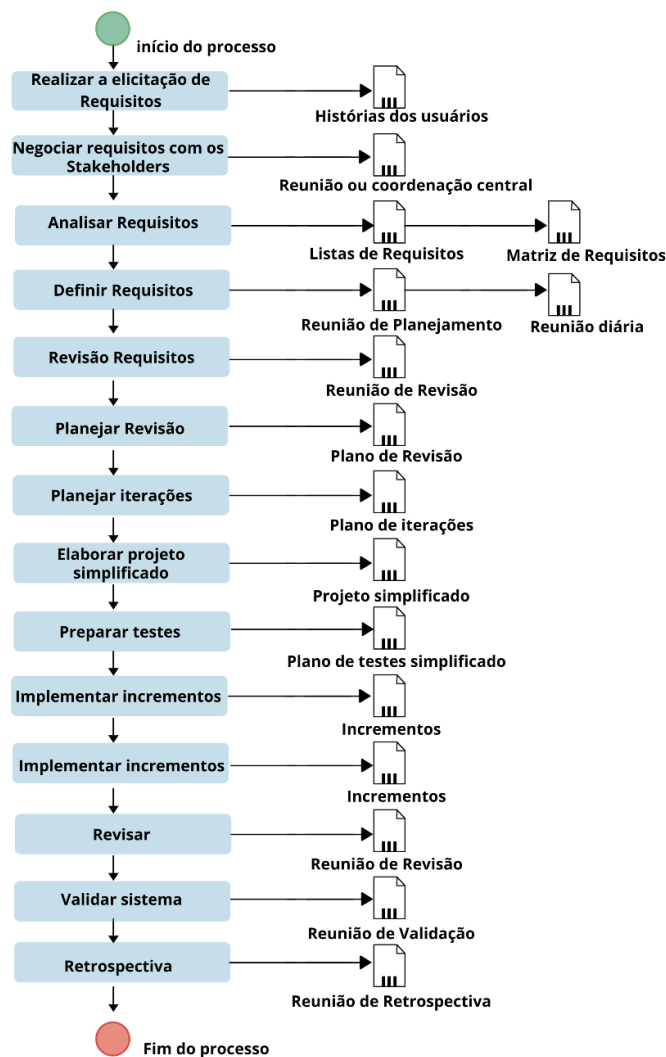 início do processo
Realizar a elicitação de
Requisitos
Histórias dos usuários
Negociar requisitos com os
Stakeholders
Reunião ou coordenação central
Analisar Requisitos
Listas de Requisitos
Matriz de Requisitos
Definir Requisitos
Reunião de Planejamento
Reunião diária
Revisão Requisitos
Reunião de Revisão
Planejar Revisão
Plano de Revisão
Planejar iterações
Plano de iterações
Elaborar projeto
simplificado
Projeto simplificado
Preparar testes
Plano de testes simplificado
Implementar incrementos
Incrementos
Implementar incrementos
Incrementos
Revisar
Reunião de Revisão
Validar sistema
Reunião de Validação
Retrospectiva
Reunião de Retrospectiva
Fim do processo